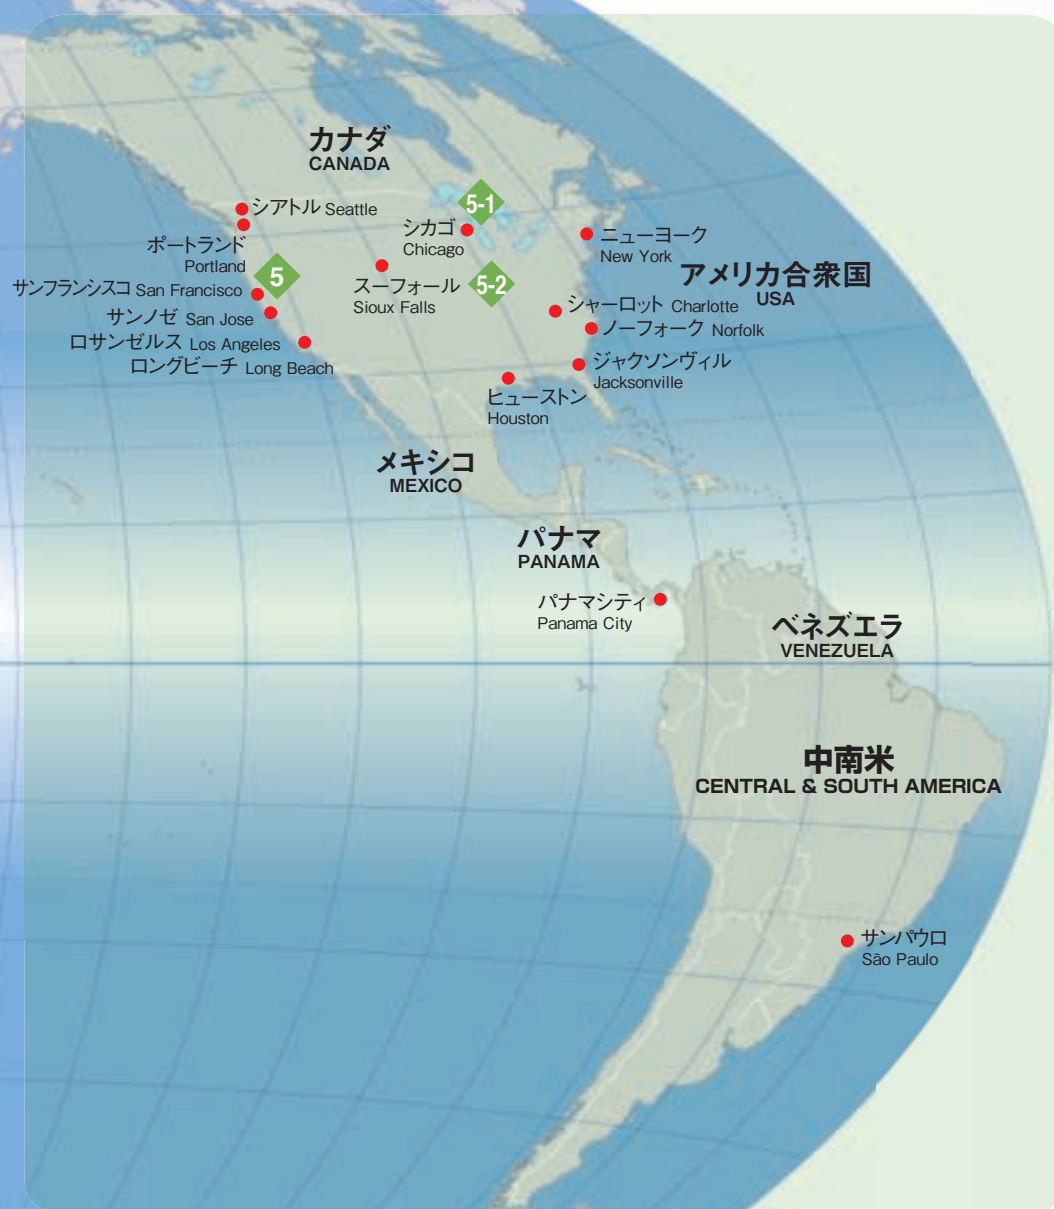 カナダ
CANADA
5-1
シアトル Seattle
シカゴ
Chicago
ニューヨーク
New York
ポートランド
Portland
アメリカ合衆国
USA
5
5-2
スーフォール
Sioux Falls
サンフランシスコ San Francisco
シャーロット Charlotte
サンノゼ San Jose
ノーフォーク Norfolk
ロサンゼルス Los Angeles
ロングビーチ Long Beach
ジャクソンヴィル
Jacksonville
ヒューストン
Houston
メキシコ
MEXICO
パナマ
PANAMA
パナマシティ
Panama City
ベネズエラ
VENEZUELA
中南米
CENTRAL & SOUTH AMERICA
サンパウロ
São Paulo